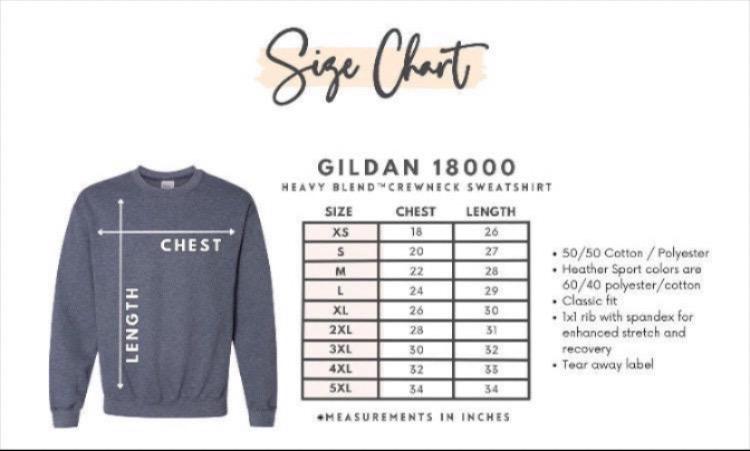 Size Chart
GILDAN 18000
HEAVY BLEND™ CREWNECK SWEATSHIRT
SIZE CHEST LENGTH
XS 18 26
S 20 27
M 22 28
L 24 29
XL 26 30
2XL 28 31
3XL 30 32
4XL 32 33
5XL 34 34
*MEASUREMENTS IN INCHES
CHEST
LENGTH
• 50/50 Cotton / Polyester
• Heather Sport colors are
60/40 polyester/cotton
• Classic fit
• 1x1 rib with spandex for
enhanced stretch and
recovery
• Tear away label